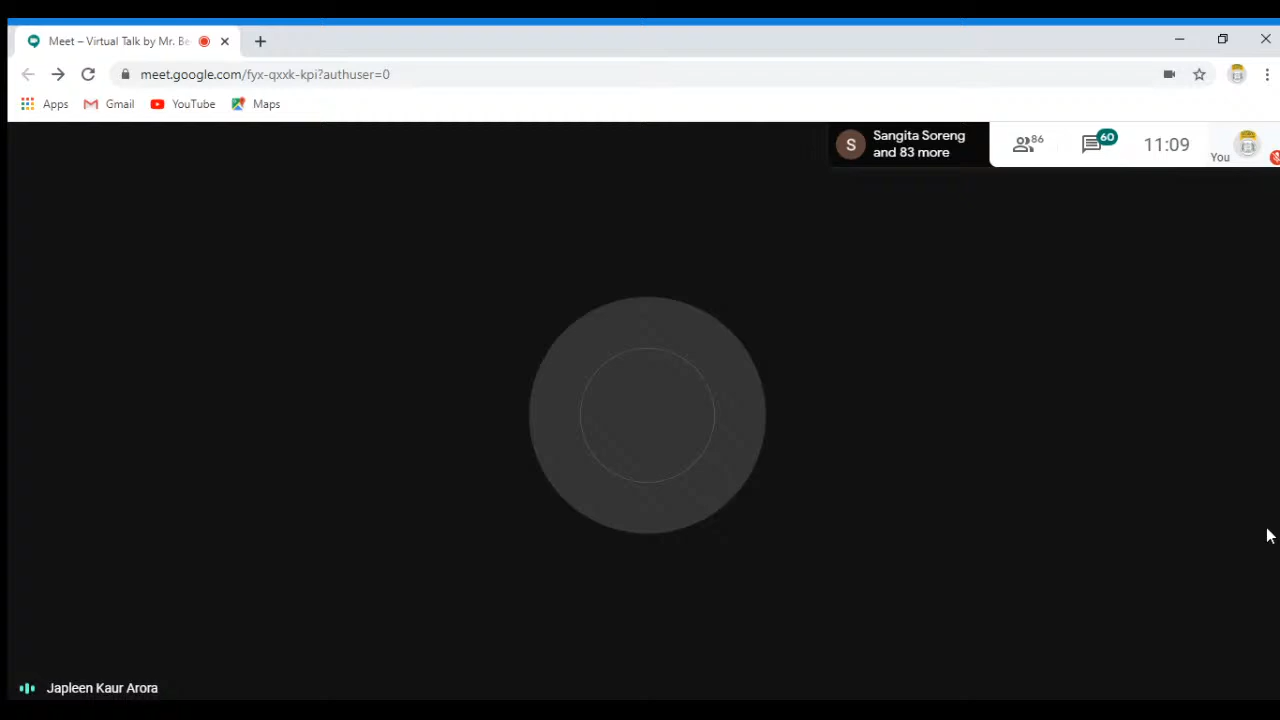 Meet – Virtual Talk by Mr. Be
meet.google.com/fyx-qxxk-kpi?authuser=0
Apps Gmail YouTube Maps
Sangita Soreng
and 83 more
S
86
60
11:09
You
Japleen Kaur Arora